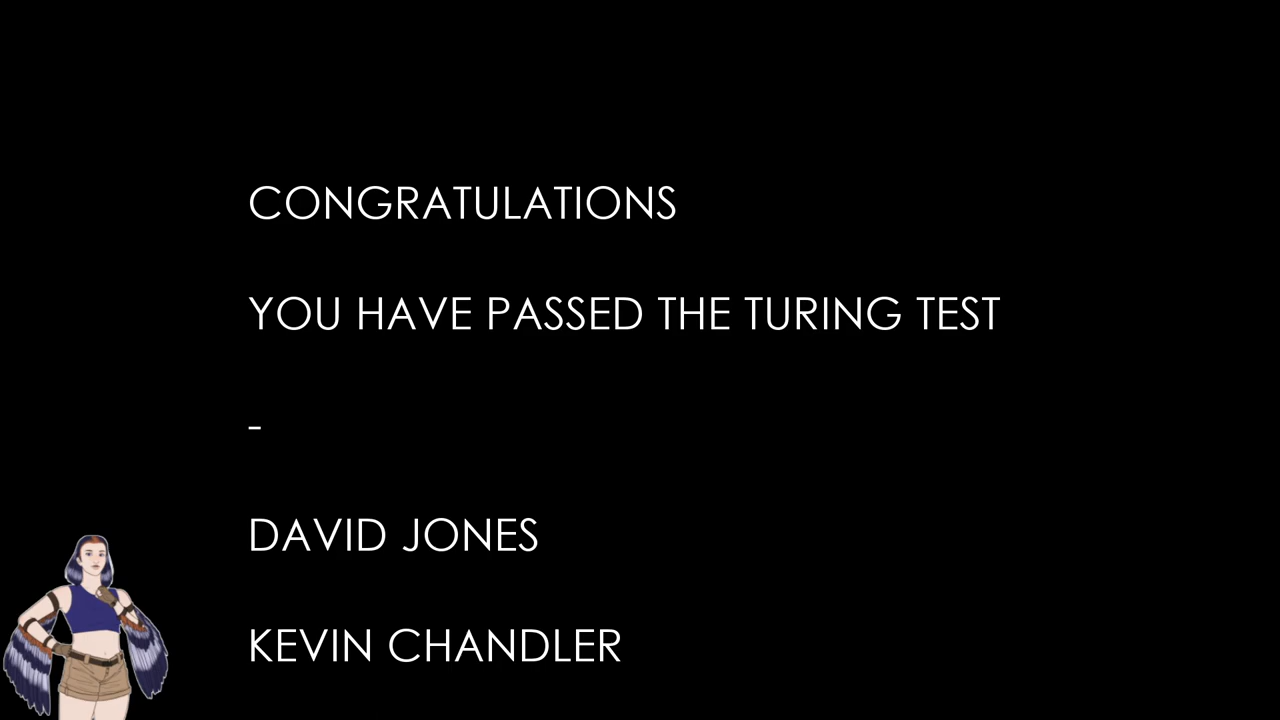 CONGRATULATIONS
YOU HAVE PASSED THE TURING TEST
-
DAVID JONES
KEVIN CHANDLER